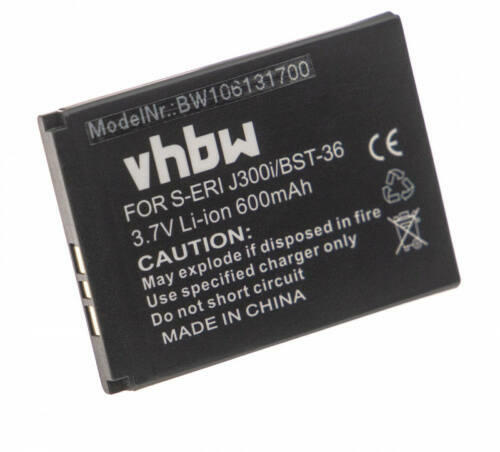 ModelNr.:BW106131700
vhbw
FOR S-ERI J300i/BST-36
3.7V Li-ion 600mAh
CAUTION:
May explode if disposed in fire
Use specified charger only
Do not short circuit
MADE IN CHINA